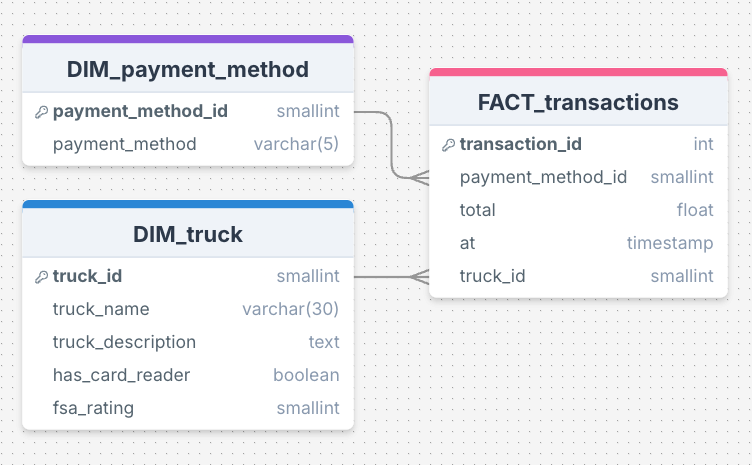 DIM_payment_method
payment_method_id smallint
payment_method varchar(5)
DIM_truck
truck_id smallint
truck_name varchar(30)
truck_description text
has_card_reader boolean
fsa_rating smallint
FACT_transactions
transaction_id int
payment_method_id smallint
total float
at timestamp
truck_id smallint